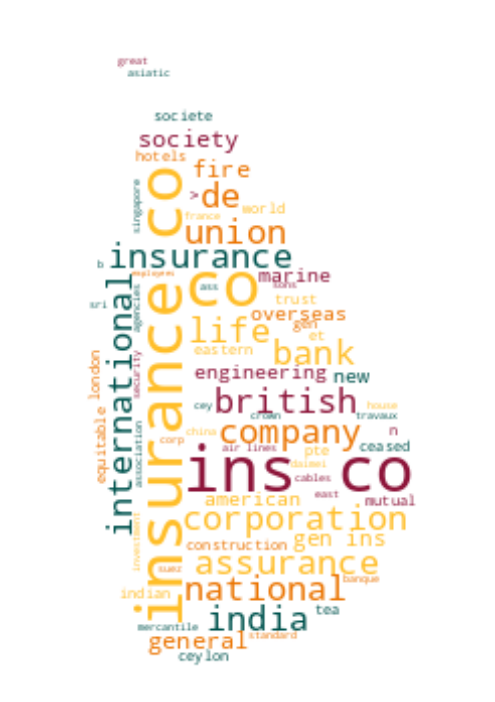 great
asiatic
societe
society
hotels
fire
singapore
co
> de
world
france
union
b insurance
employees
marine
ass
sons
co
sri
international
agencies
insurance
trust
overseas
gen
life
et
eastern
bank
equitable london
security
engineering
new
cey
british
house
crown
travaux
china
company
n
corp
air lines
pte
ceased
association
daimei
ins co
cables
east
american
mutual
corporation
investment
gen ins
construction
assurance
suez
banque
indian
national
india
tea
mercantile
general
standard
ceylon